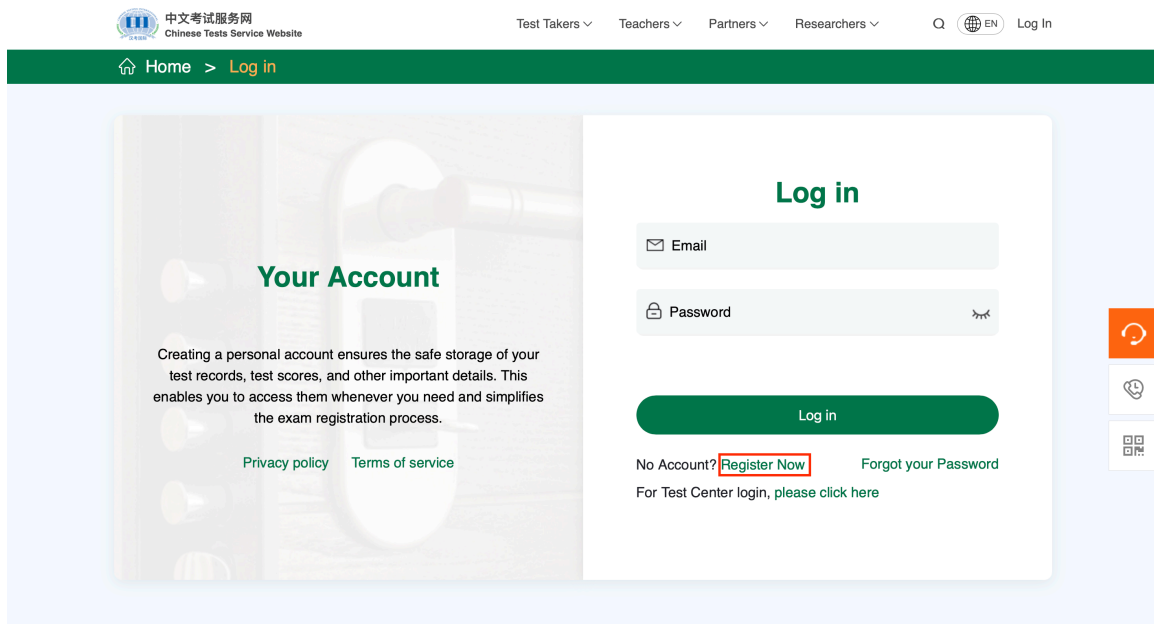 中文考试服务网
Chinese Tests Service Website
Test Takers
Teachers
Partners
Researchers
EN
Log In
Home > Log in
Your Account
Creating a personal account ensures the safe storage of your
test records, test scores, and other important details. This
enables you to access them whenever you need and simplifies
the exam registration process.
Privacy policy
Terms of service
Log in
Email
Password
Log in
No Account? Register Now
Forgot your Password
For Test Center login, please click here